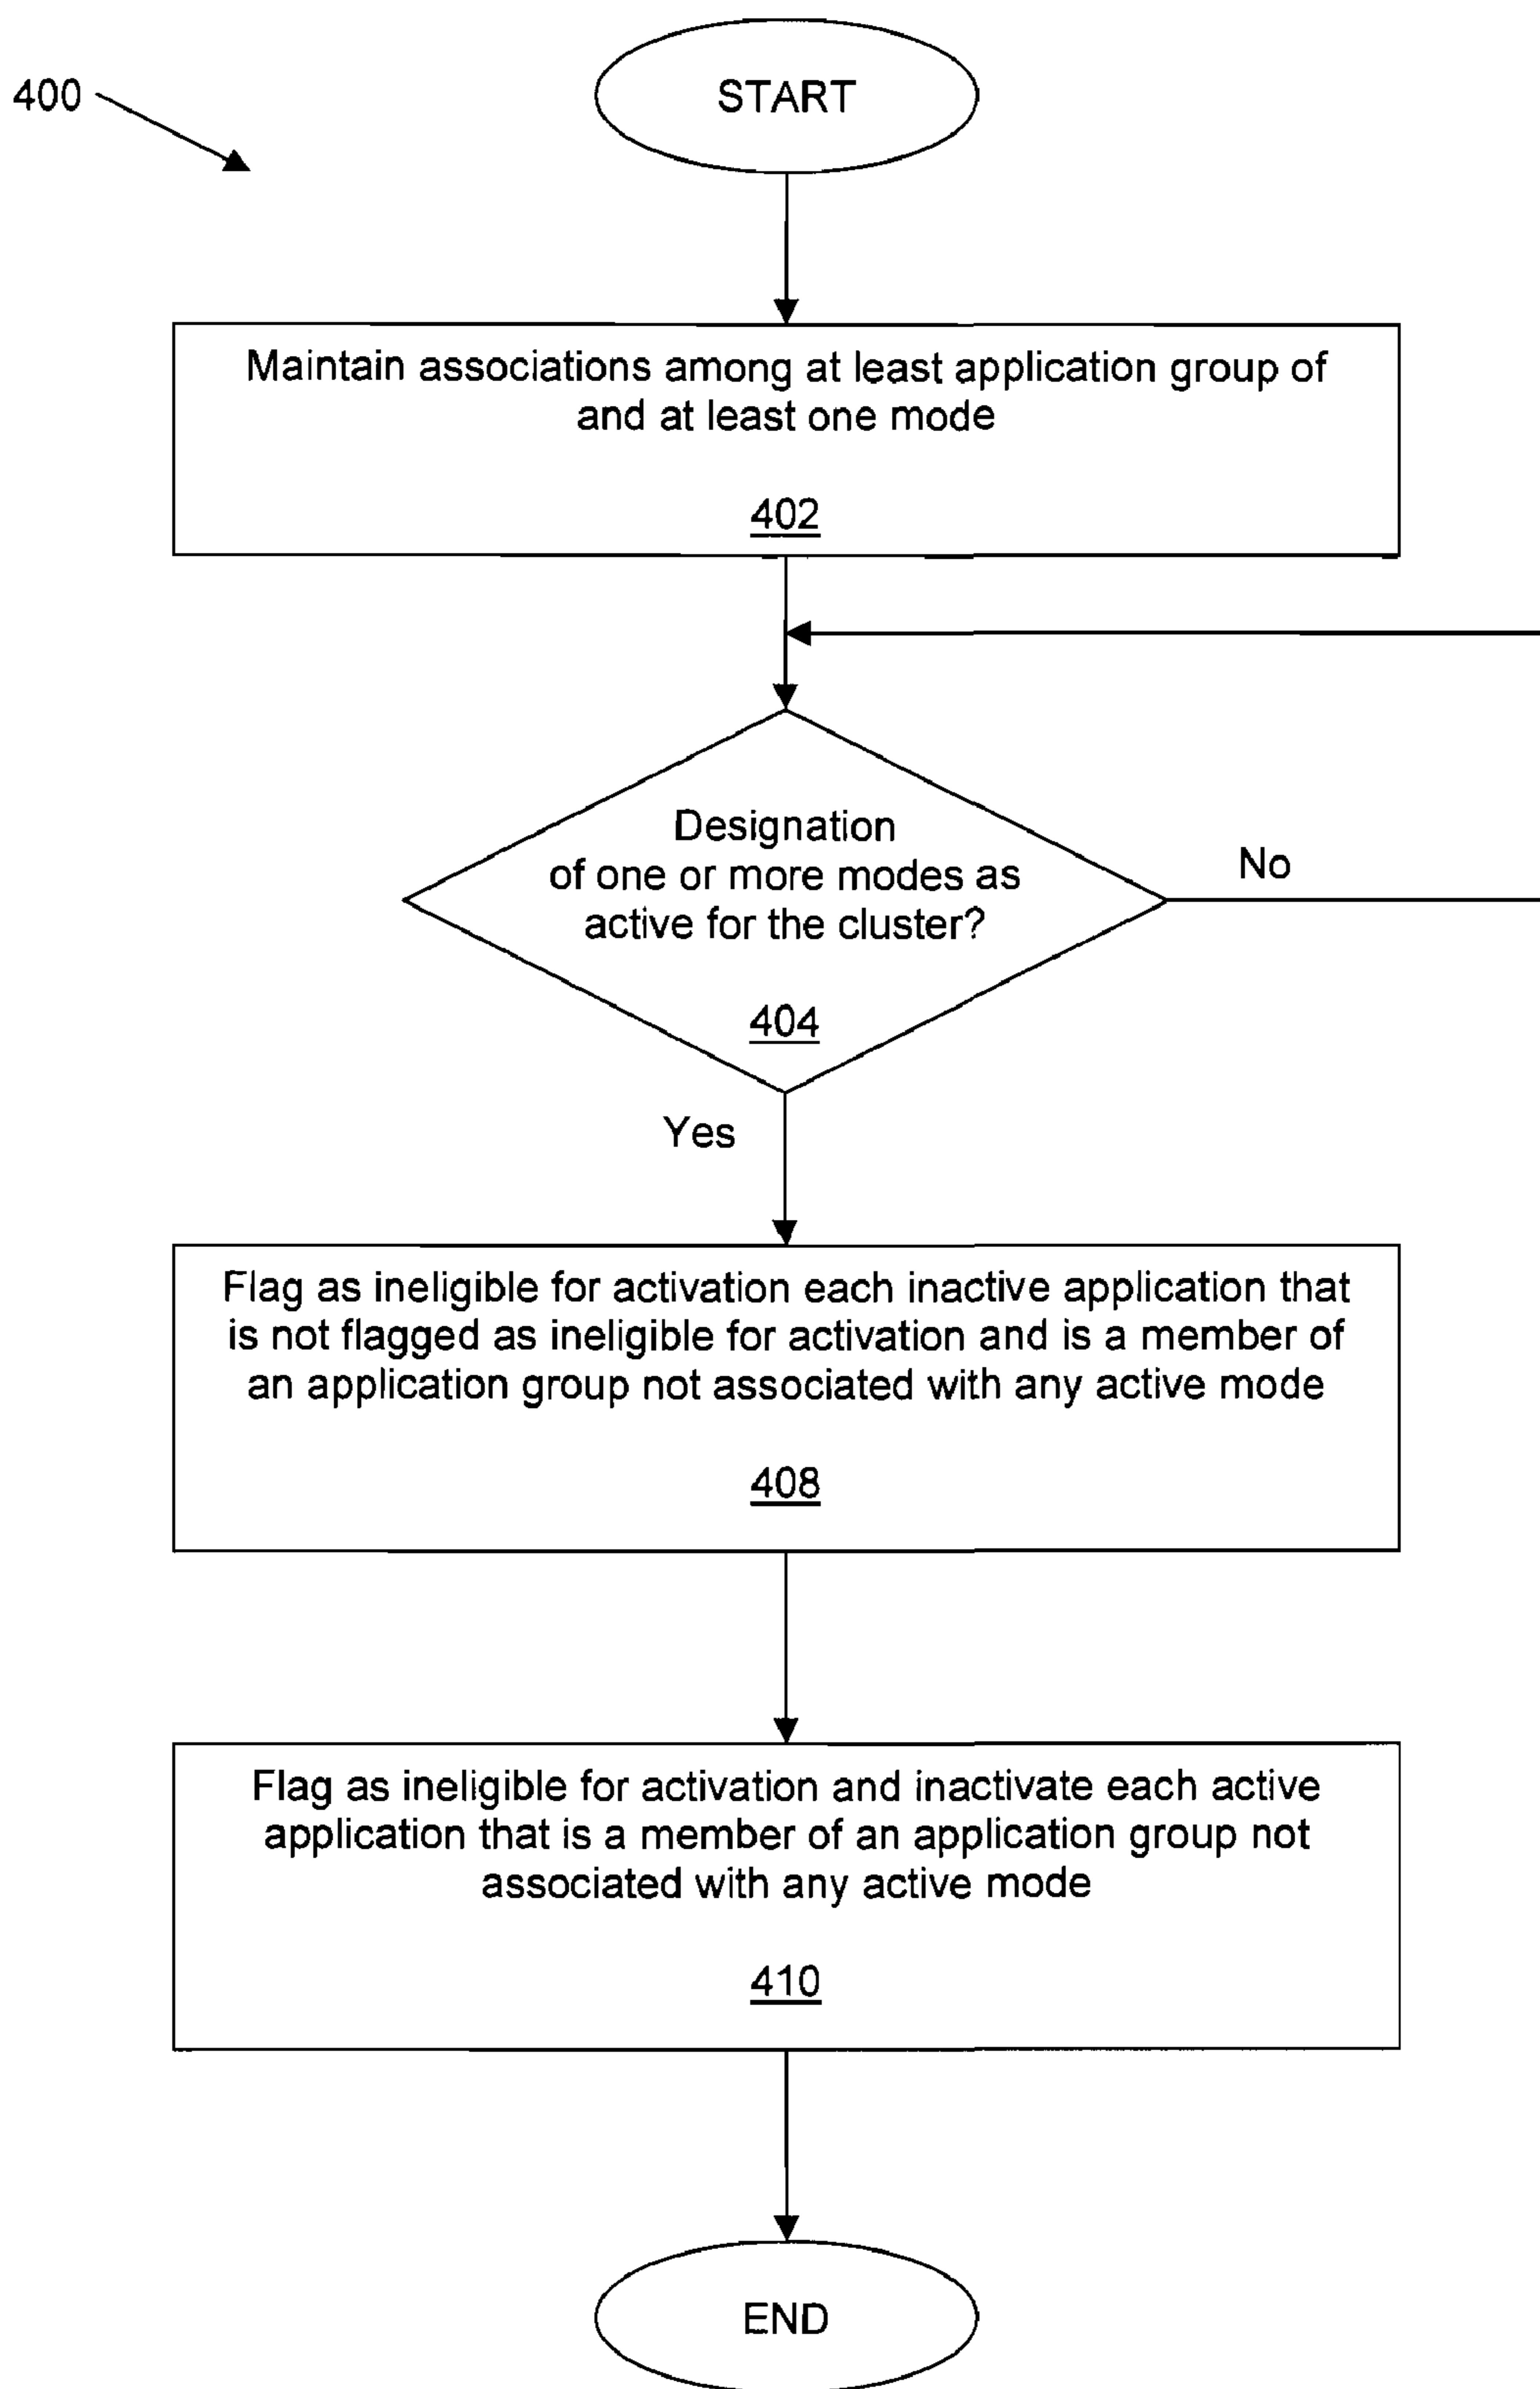 400
START
Maintain associations among at least application group of
and at least one mode
402
Designation
of one or more modes as
active for the cluster?
404
No
Yes
Flag as ineligible for activation each inactive application that
is not flagged as ineligible for activation and is a member of
an application group not associated with any active mode
408
Flag as ineligible for activation and inactivate each active
application that is a member of an application group not
associated with any active mode
410
END